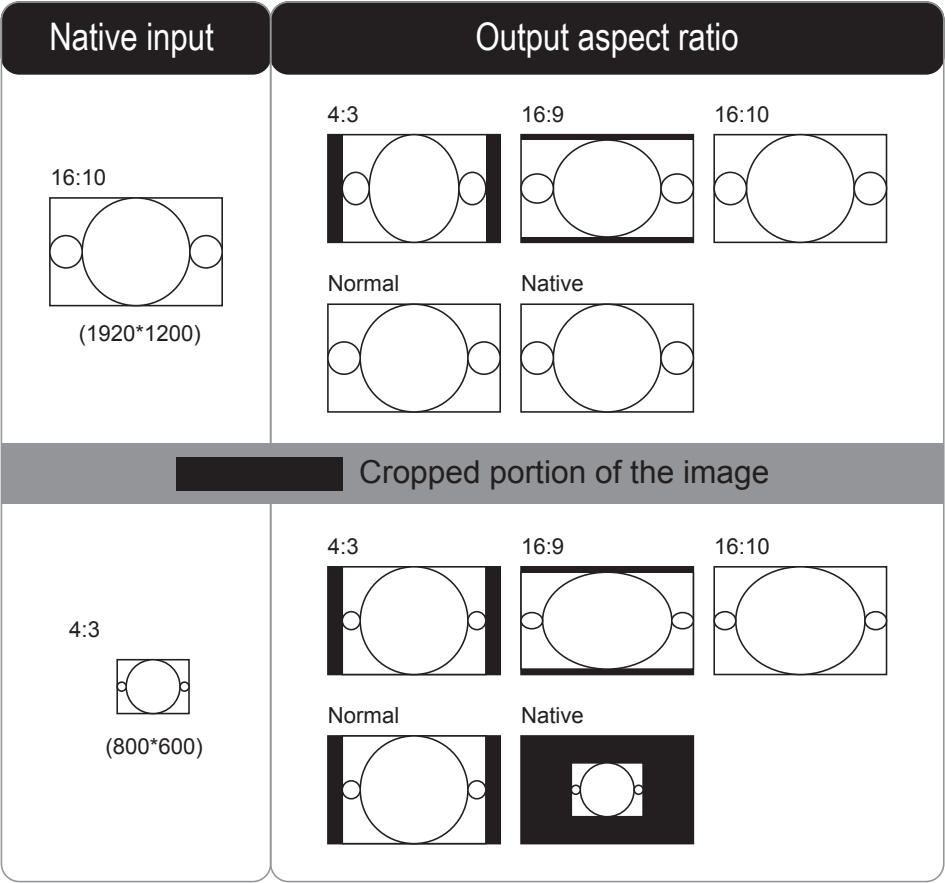 Native input
Output aspect ratio
16:10
(1920*1200)
4:3
16:9
16:10
Normal
Native
Cropped portion of the image
4:3
(800*600)
4:3
16:9
16:10
Normal
Native